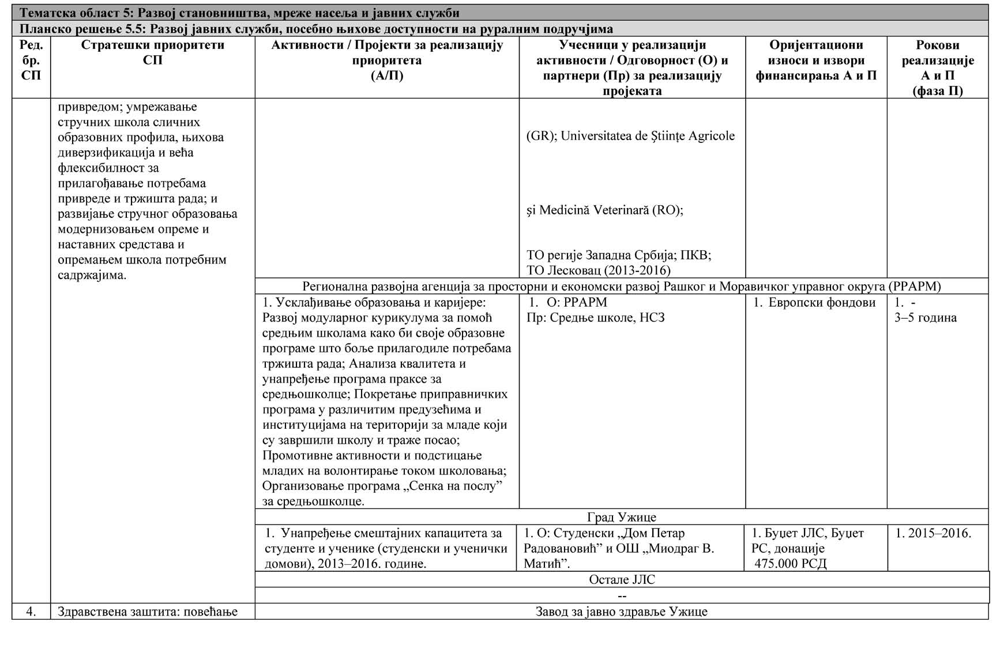 Тематска област 5: Развој становништва, мреже насеља и јавних служби
Планско решење 5.5: Развој јавних служби, посебно њихове доступности на руралним подручјима
Ред.
бр.
СП
Стратешки приоритети
СП
Активности / Пројекти за реализацију
приоритета
(А/П)
Учесници у реализацији
активности / Одговорност (О) и
партнери (Пр) за реализацију
пројеката
Оријентациони
износи и извори
финансирања А и П
Рокови
реализације
А и П
(фаза П)
привредом; умрежавање
стручних школа сличних
образовних профила, њихова
диверзификација и већа
флексибилност за
прилагођавање потребама
привреде и тржишта рада; и
развијање стручног образовања
модернизовањем опреме и
наставних средстава и
опремањем школа потребним
садржајима.
(GR); Universitatea de Științe Agricole
și Medicină Veterinară (RO);
ТО регије Западна Србија; ПКВ;
ТО Лесковац (2013-2016)
Регионална развојна агенција за просторни и економски развој Рашког и Моравичког управног округа (РРАРМ)
1. Усклађивање образовања и каријере:
Развој модуларног курикулума за помоћ
средњим школама како би своје образовне
програме што боље прилагодиле потребама
тржишта рада; Анализа квалитета и
унапређење програма праксе за
средњошколце; Покретање приправничких
програма у различитим предузећима и
институцијама на територији за младе који
су завршили школу и траже посао;
Промотивне активности и подстицање
младих на волонтирање током школовања;
Организовање програма „Сенка на послу”
за средњошколце.
1. О: РРАРМ
Пр: Средње школе, НСЗ
1. Европски фондови
1. -
3–5 година
Град Ужице
1. Унапређење смештајних капацитета за
студенте и ученике (студенски и ученички
домови), 2013–2016. године.
1. О: Студенски „Дом Петар
Радовановић” и ОШ „Миодраг В.
Матић”.
1. Буџет ЈЛС, Буџет
РС, донације
475.000 РСД
1. 2015–2016.
Остале ЈЛС
--
4.
Здравствена заштита: повећање
Завод за јавно здравље Ужице